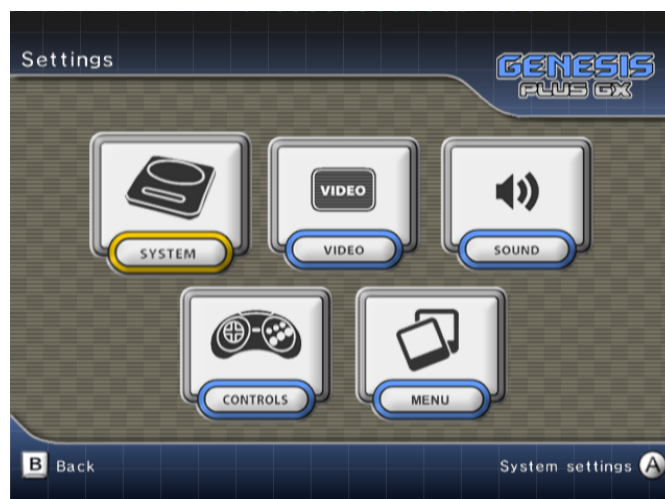 Settings
GENESIS
PLUS GX
VIDEO
SYSTEM
VIDEO
SOUND
CONTROLS
MENU
B Back
System settings A